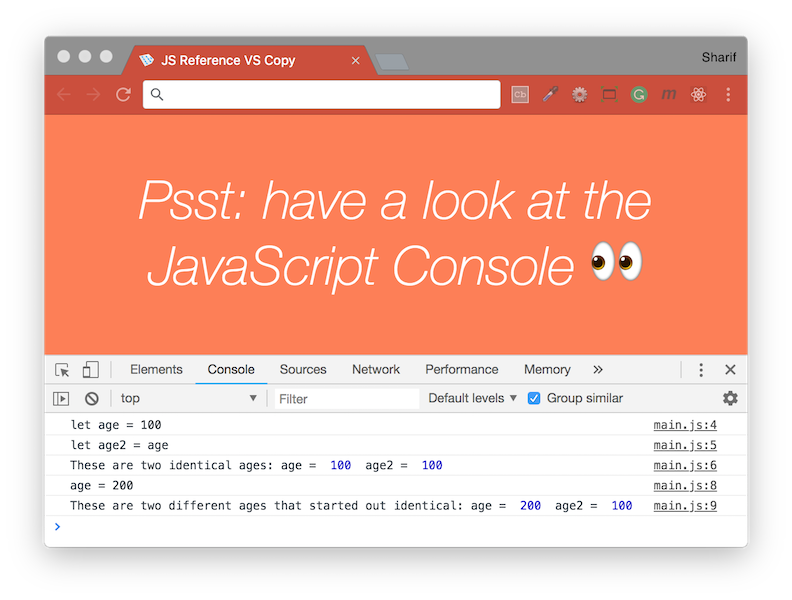 JS Reference VS Copy
Sharif
Cb
G
m
Psst: have a look at the
JavaScript Console 👀
Elements Console Sources Network Performance Memory »
top Filter Default levels Group similar
let age = 100 main.js:4
let age2 = age main.js:5
These are two identical ages: age = 100 age2 = 100 main.js:6
age = 200 main.js:8
These are two different ages that started out identical: age = 200 age2 = 100 main.js:9
>